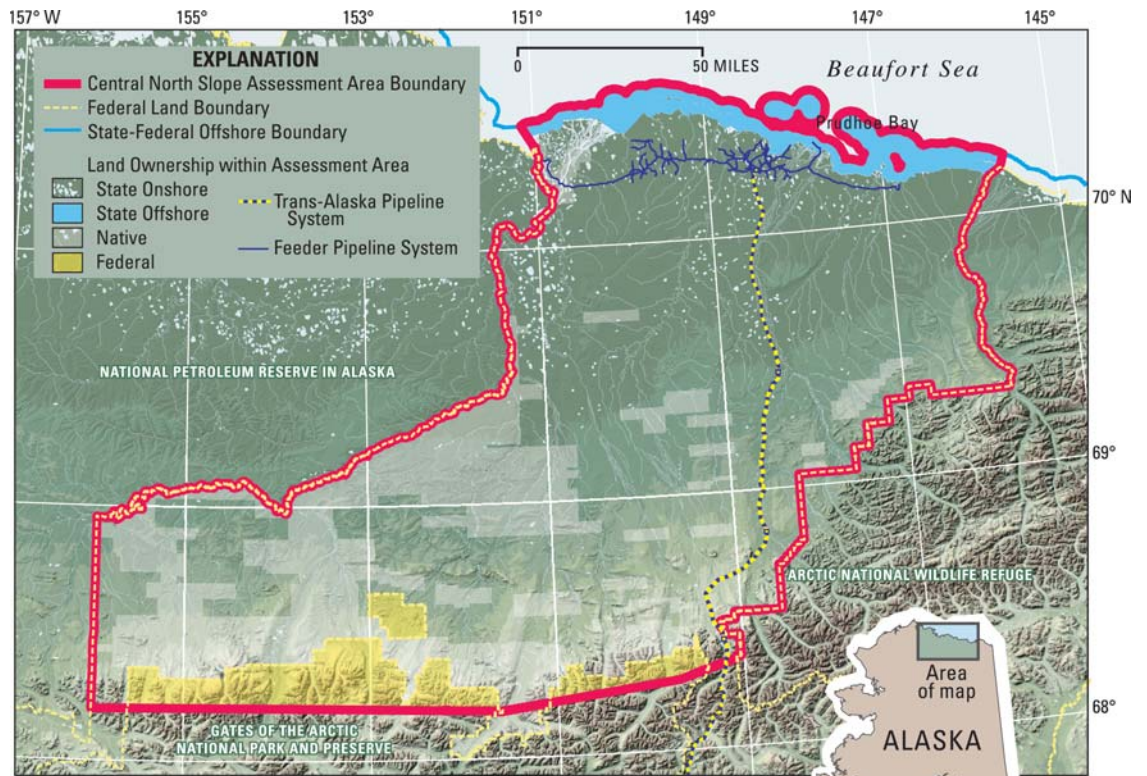 157° W
155°
153°
151°
149°
147°
145°
EXPLANATION
Central North Slope Assessment Area Boundary
Federal Land Boundary
State-Federal Offshore Boundary
Land Ownership within Assessment Area
State Onshore
State Offshore
Native
Federal
Trans-Alaska Pipeline
System
Feeder Pipeline System
0
50 MILES
Beaufort Sea
Prudhoe Bay
70° N
NATIONAL PETROLEUM RESERVE IN ALASKA
69°
ARCTIC NATIONAL WILDLIFE REFUGE
GATES OF THE ARCTIC
NATIONAL PARK AND PRESERVE
68°
Area
of map
ALASKA